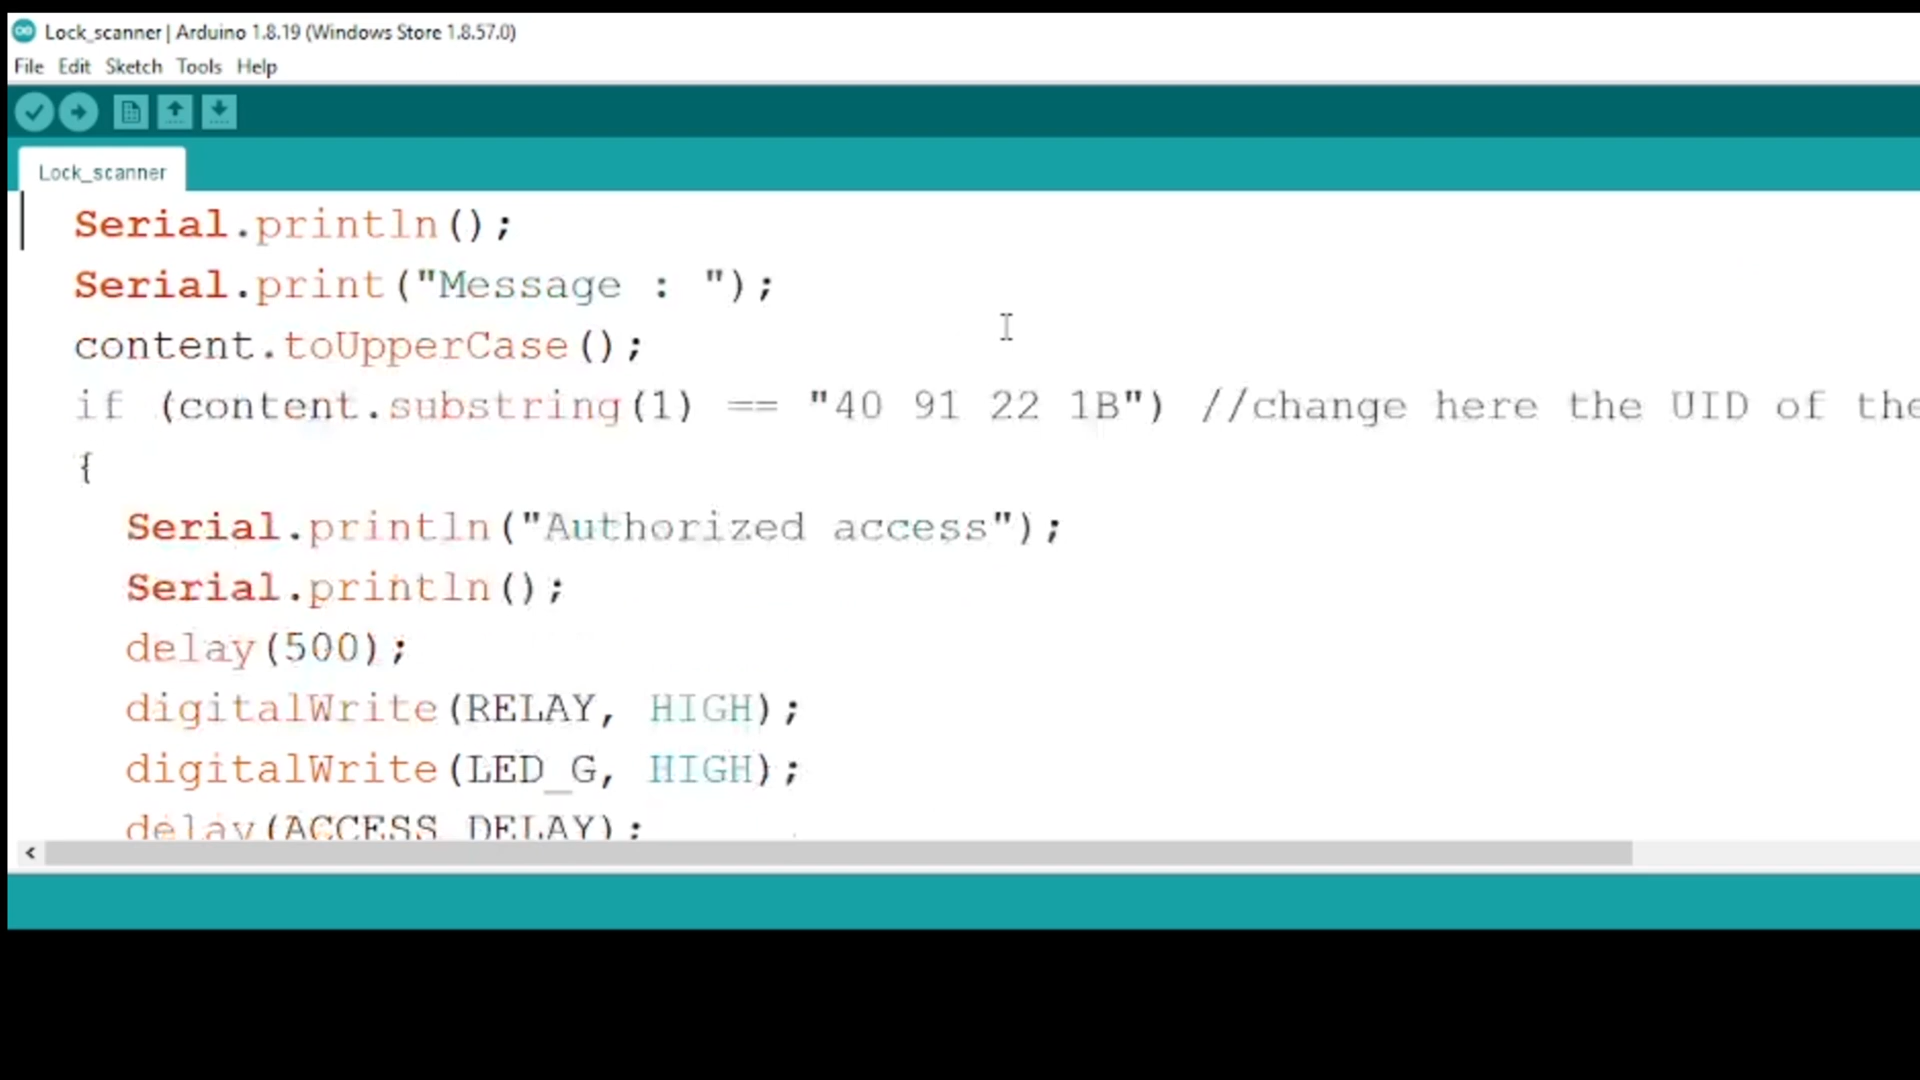 Lock_scanner | Arduino 1.8.19 (Windows Store 1.8.57.0)
File Edit Sketch Tools Help
Lock_scanner
Serial.println();
Serial.print("Message : ");
content.toUpperCase();
if (content.substring(1) == "40 91 22 1B") //change here the UID of the
{
Serial.println("Authorized access");
Serial.println();
delay(500);
digitalWrite(RELAY, HIGH);
digitalWrite(LED_G, HIGH);
delay(ACCESS_DELAY);